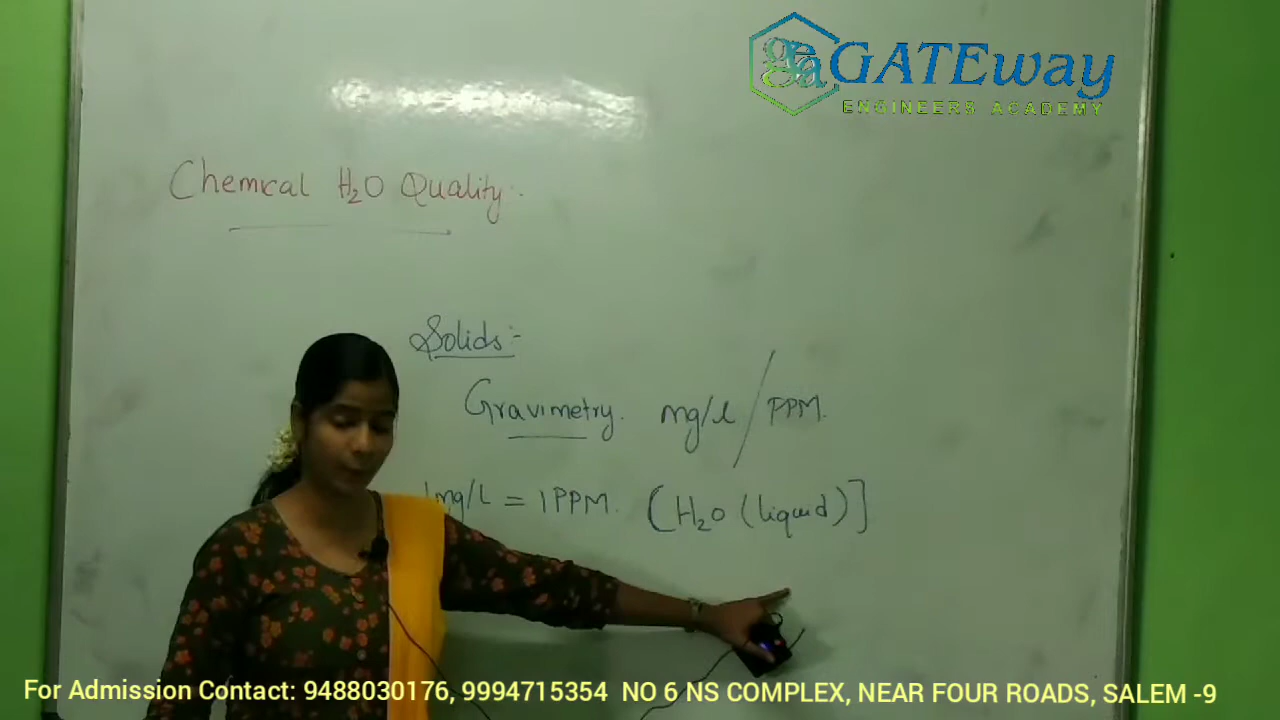 GATEway
ENGINEERS ACADEMY
Chemical H₂O Quality:-
Solids:-
Gravimetry. mg/l / PPM.
1mg/L = 1PPM. (H₂O (liquid)]
For Admission Contact: 9488030176, 9994715354 NO 6 NS COMPLEX, NEAR FOUR ROADS, SALEM -9